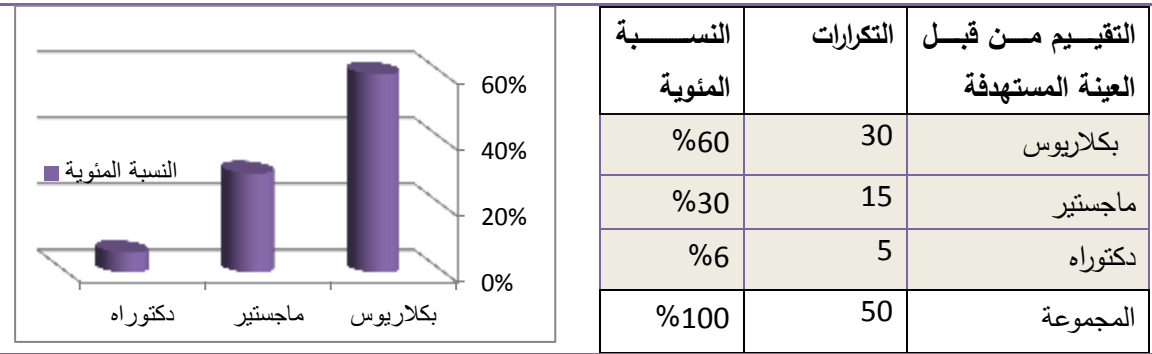 التقييم من قبل العينة المستهدفة	التكرارات	النسبة المئوية
بكلاريوس	30	%60
ماجستير	15	%30
دكتوراه	5	%6
المجموعة	50	%100
60%
40%
20%
0%
النسبة المئوية
بكلاريوس	ماجستير	دكتوراه